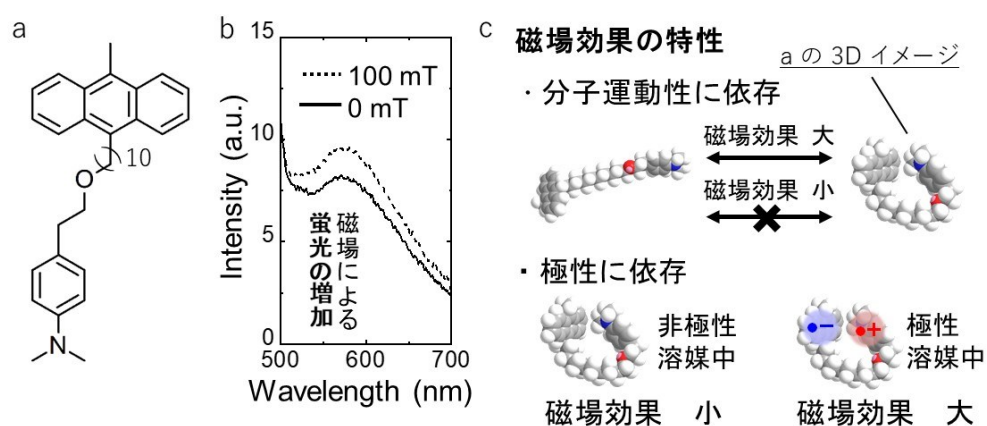 a
10
O
N
b
15
10
5
0
500
600
700
Intensity (a.u.)
Wavelength (nm)
100 mT
0 mT
磁場による
蛍光の増加
c
磁場効果の特性
a の 3D イメージ
・分子運動性に依存
磁場効果 大
磁場効果 小
・極性に依存
非極性
溶媒中
極性
溶媒中
磁場効果 小
磁場効果 大